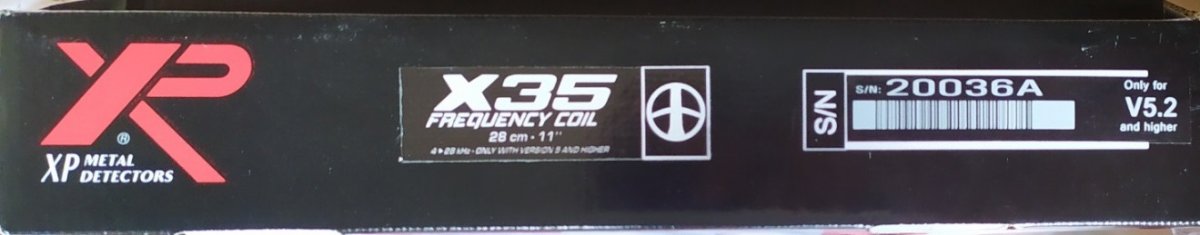 XP
®
XP METAL
DETECTORS
X35
FREQUENCY COIL
28 cm - 11"
4 ▸ 28 kHz - ONLY WITH VERSION 5 AND HIGHER
S/N
S/N: 20036A
Only for
V5.2
and higher